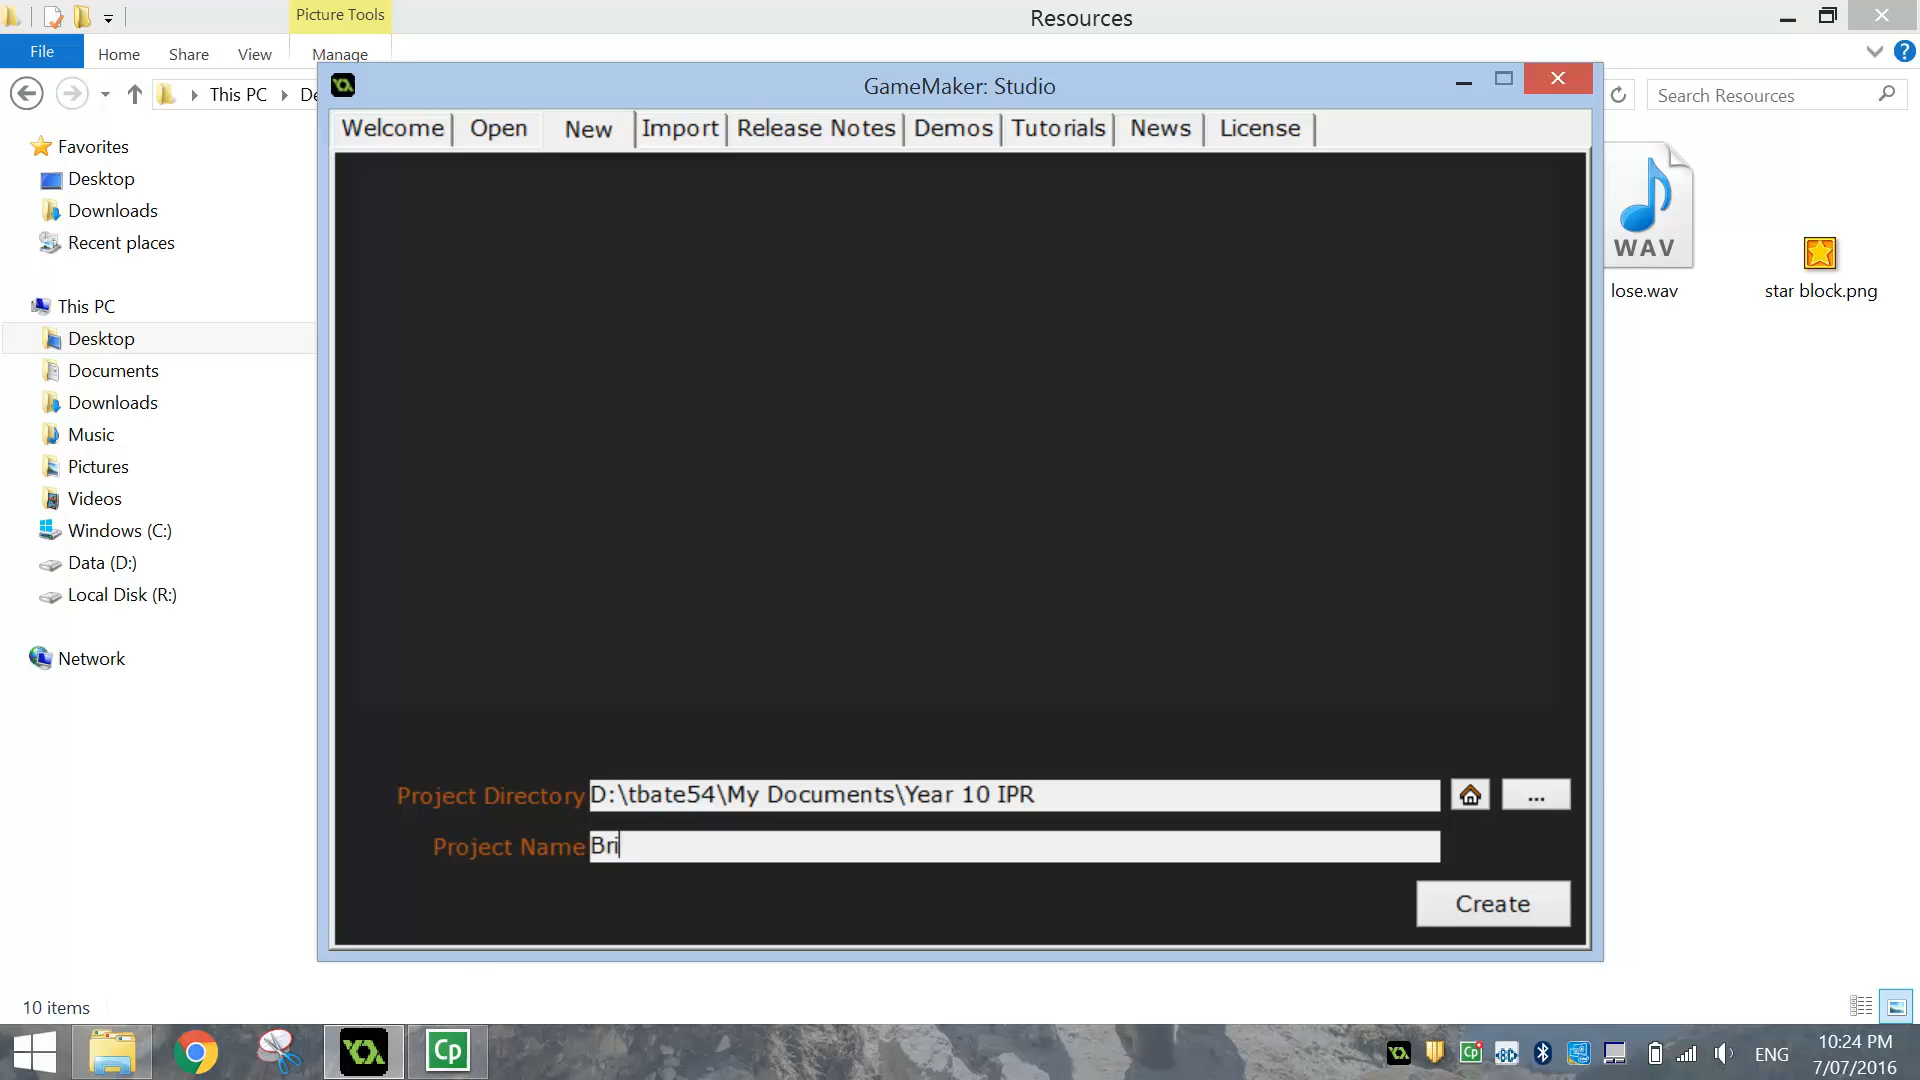 Picture Tools
Resources
File
Home
Share
View
Manage
This PC
De
Search Resources
GameMaker: Studio
Welcome
Open
New
Import
Release Notes
Demos
Tutorials
News
License
Favorites
Desktop
Downloads
Recent places
This PC
Desktop
Documents
Downloads
Music
Pictures
Videos
Windows (C:)
Data (D:)
Local Disk (R:)
Network
WAV
lose.wav
star block.png
Project Directory
D:\tbate54\My Documents\Year 10 IPR
...
Project Name
Bri
Create
10 items
Cp
Cp
ENG
10:24 PM
7/07/2016